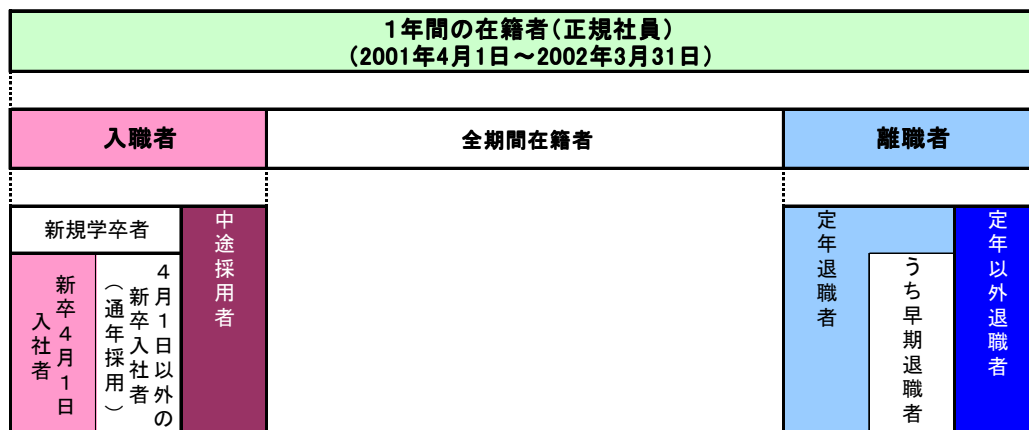 1年間の在籍者(正規社員)
(2001年4月1日～2002年3月31日)
入職者
全期間在籍者
離職者
新規学卒者
新卒4月1日
入社者
4月1日以外の
新卒入社者
(通年採用)
中途採用者
定年退職者
うち早期退職者
定年以外退職者